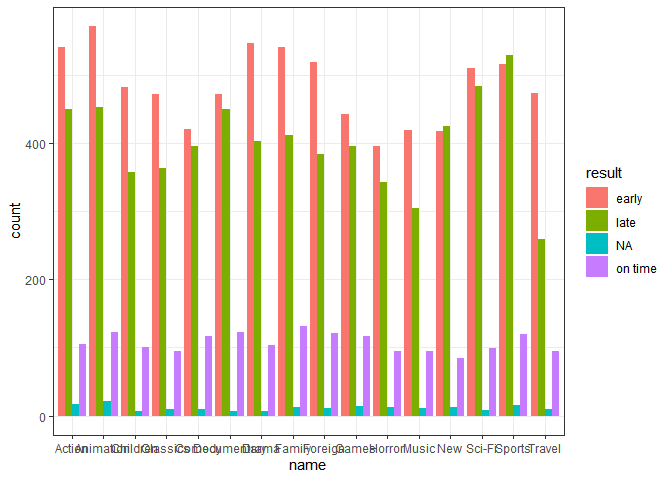 count
400
200
0
Action Animation Children Classics Comedy Documentary Drama Family Foreign Games Horror Music New Sci-Fi Sports Travel
name
result
early
late
NA
on time